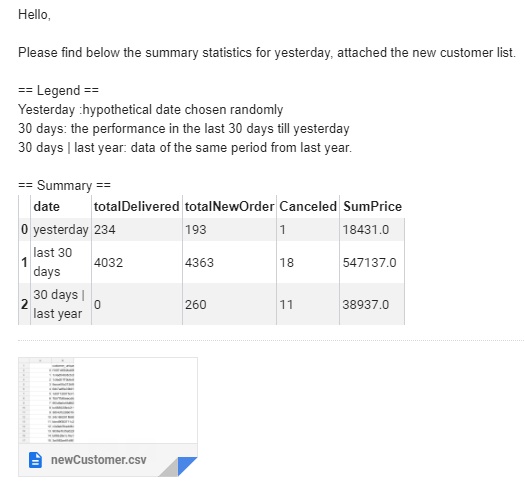 Hello,
Please find below the summary statistics for yesterday, attached the new customer list.
== Legend ==
Yesterday :hypothetical date chosen randomly
30 days: the performance in the last 30 days till yesterday
30 days | last year: data of the same period from last year.
== Summary ==
date totalDelivered totalNewOrder Canceled SumPrice
0 yesterday 234 193 1 18431.0
1 last 30 days 4032 4363 18 547137.0
2 30 days | last year 0 260 11 38937.0
newCustomer.csv